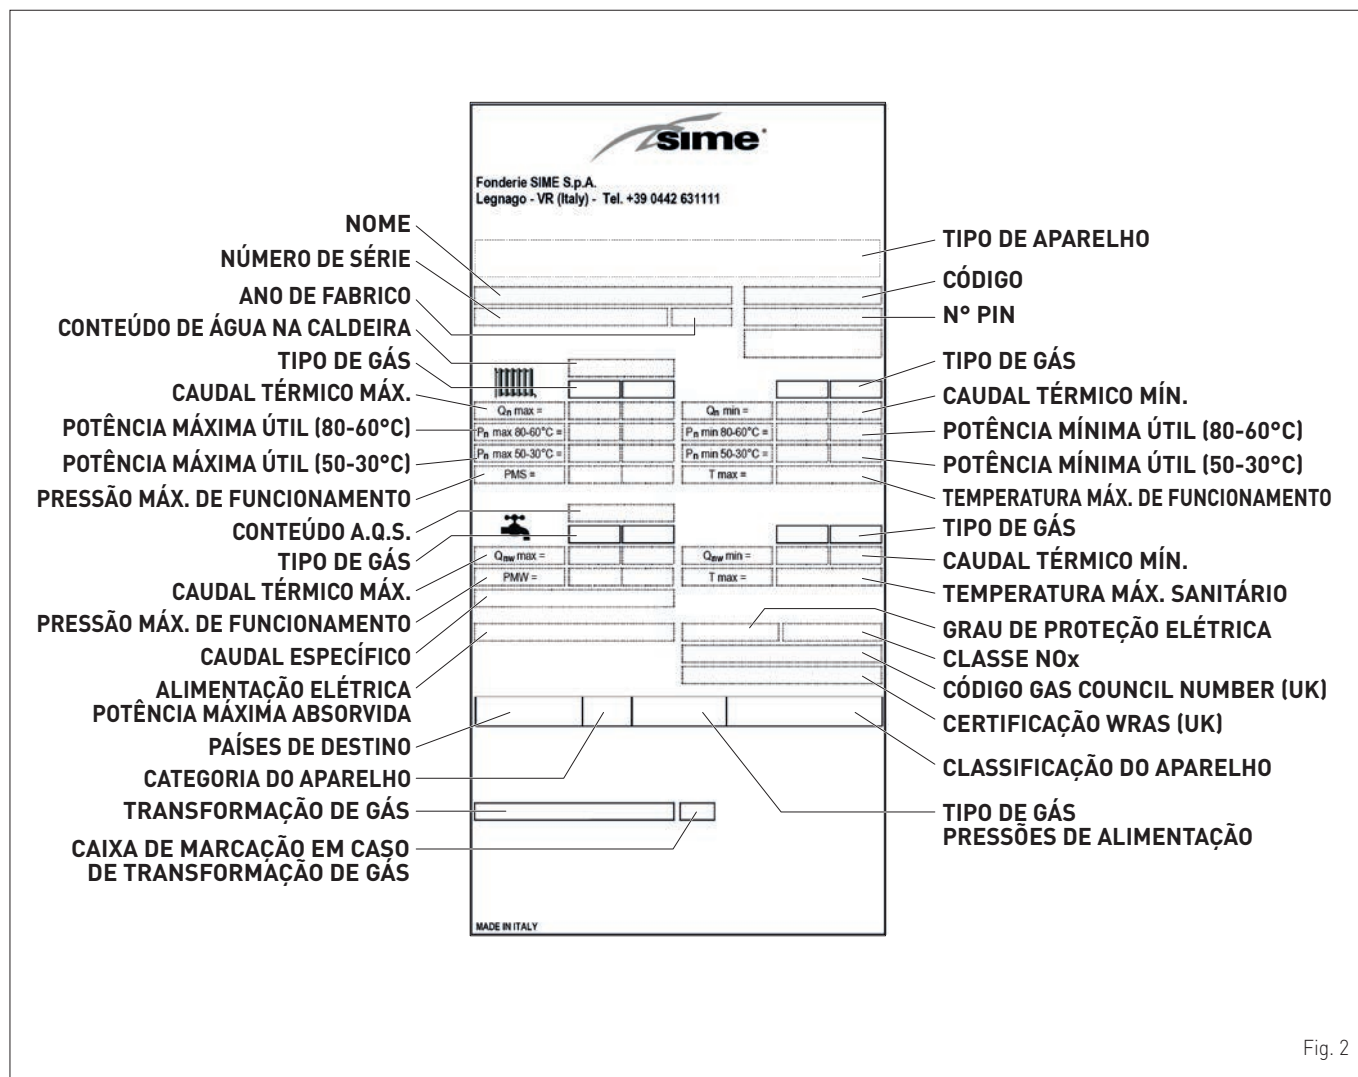 sime
Fonderie SIME S.p.A.
Legnago - VR (Italy) - Tel. +39 0442 631111
NOME
NÚMERO DE SÉRIE
ANO DE FABRICO
CONTEÚDO DE ÁGUA NA CALDEIRA
TIPO DE GÁS
CAUDAL TÉRMICO MÁX.
POTÊNCIA MÁXIMA ÚTIL (80-60°C)
POTÊNCIA MÁXIMA ÚTIL (50-30°C)
PRESSÃO MÁX. DE FUNCIONAMENTO
CONTEÚDO A.Q.S.
TIPO DE GÁS
CAUDAL TÉRMICO MÁX.
PRESSÃO MÁX. DE FUNCIONAMENTO
CAUDAL ESPECÍFICO
ALIMENTAÇÃO ELÉTRICA
POTÊNCIA MÁXIMA ABSORVIDA
PAÍSES DE DESTINO
CATEGORIA DO APARELHO
TRANSFORMAÇÃO DE GÁS
CAIXA DE MARCAÇÃO EM CASO
DE TRANSFORMAÇÃO DE GÁS
Qn max =
Qn min =
Pn max 80-60°C =
Pn min 80-60°C =
Pn max 50-30°C =
Pn min 50-30°C =
PMS =
T max =
Qnw max =
Qnw min =
PMW =
T max =
MADE IN ITALY
TIPO DE APARELHO
CÓDIGO
N° PIN
TIPO DE GÁS
CAUDAL TÉRMICO MÍN.
POTÊNCIA MÍNIMA ÚTIL (80-60°C)
POTÊNCIA MÍNIMA ÚTIL (50-30°C)
TEMPERATURA MÁX. DE FUNCIONAMENTO
TIPO DE GÁS
CAUDAL TÉRMICO MÍN.
TEMPERATURA MÁX. SANITÁRIO
GRAU DE PROTEÇÃO ELÉTRICA
CLASSE NOx
CÓDIGO GAS COUNCIL NUMBER (UK)
CERTIFICAÇÃO WRAS (UK)
CLASSIFICAÇÃO DO APARELHO
TIPO DE GÁS
PRESSÕES DE ALIMENTAÇÃO
Fig. 2